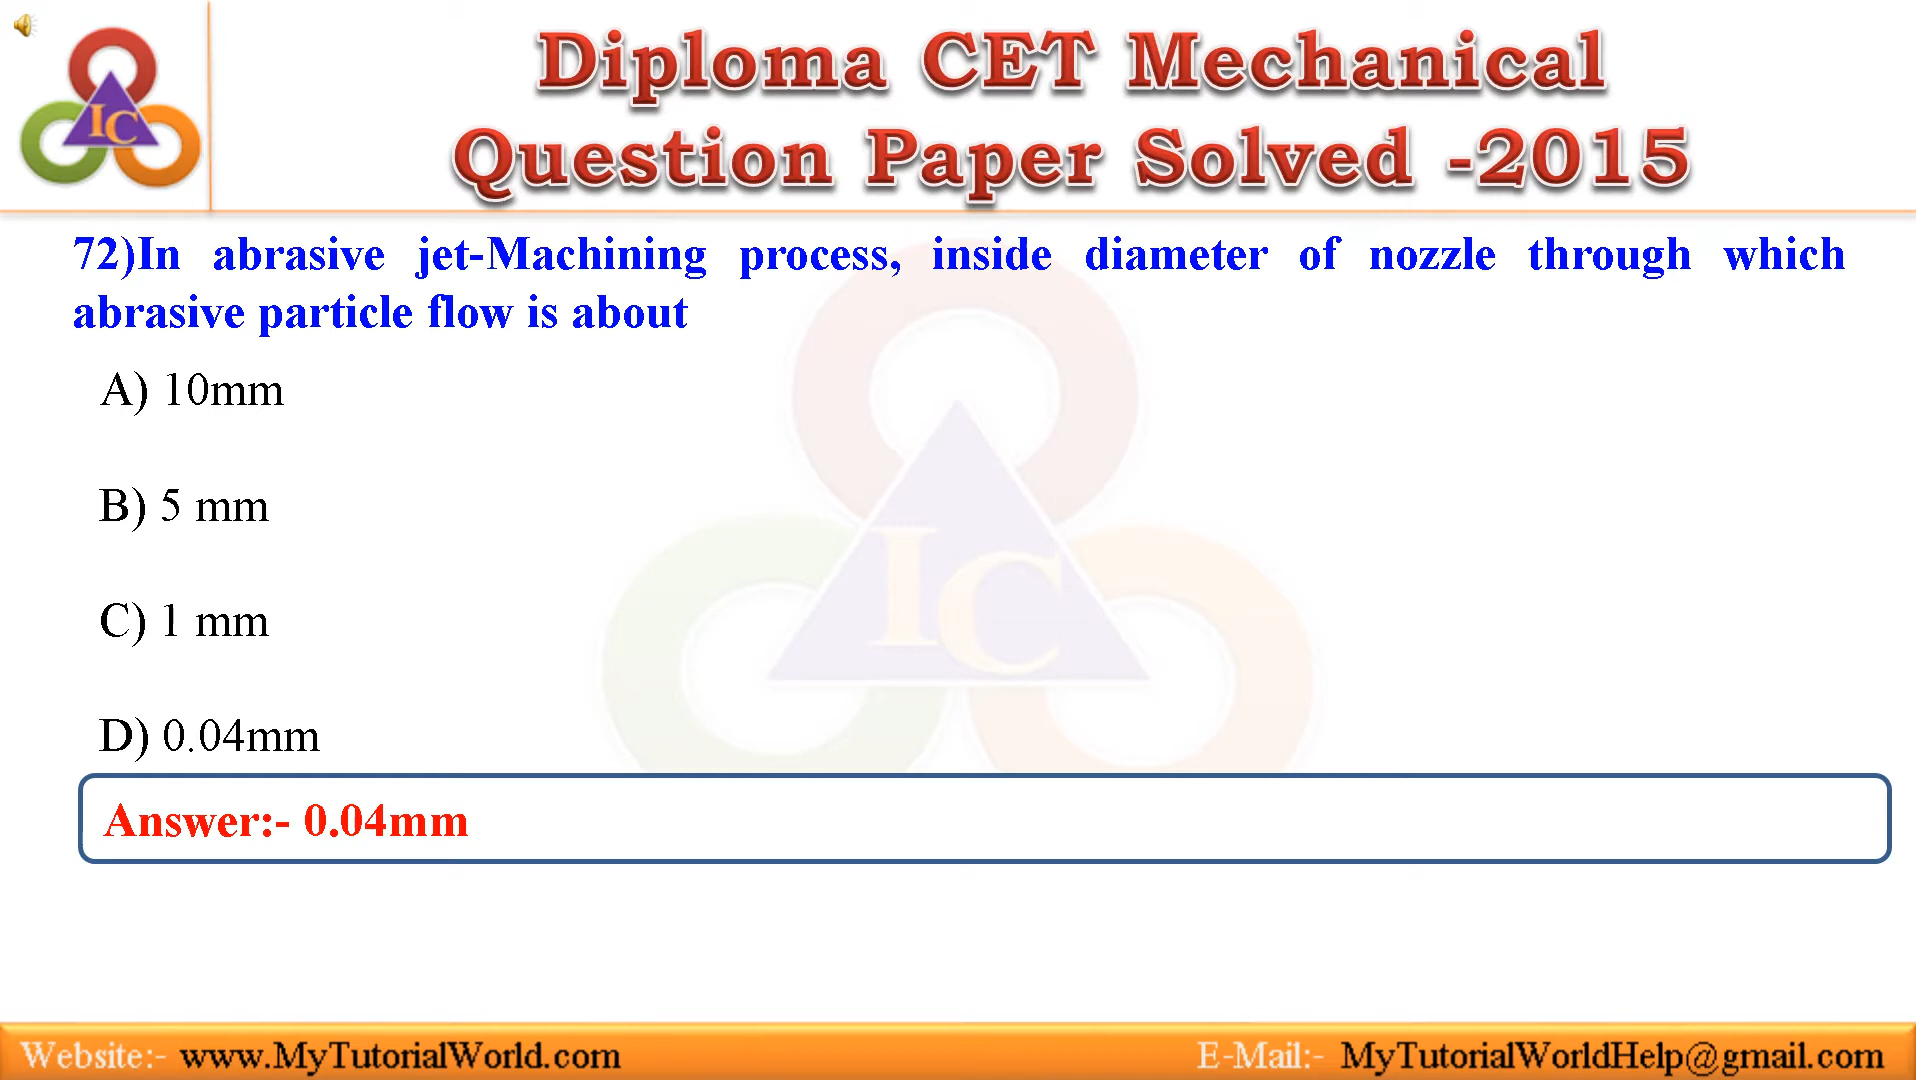 IC
Diploma CET Mechanical
Question Paper Solved -2015
72)In abrasive jet-Machining process, inside diameter of nozzle through which
abrasive particle flow is about
A) 10mm
B) 5 mm
IC
C) 1 mm
D) 0.04mm
Answer:- 0.04mm
Website:- www.MyTutorialWorld.com E-Mail:- MyTutorialWorldHelp@gmail.com